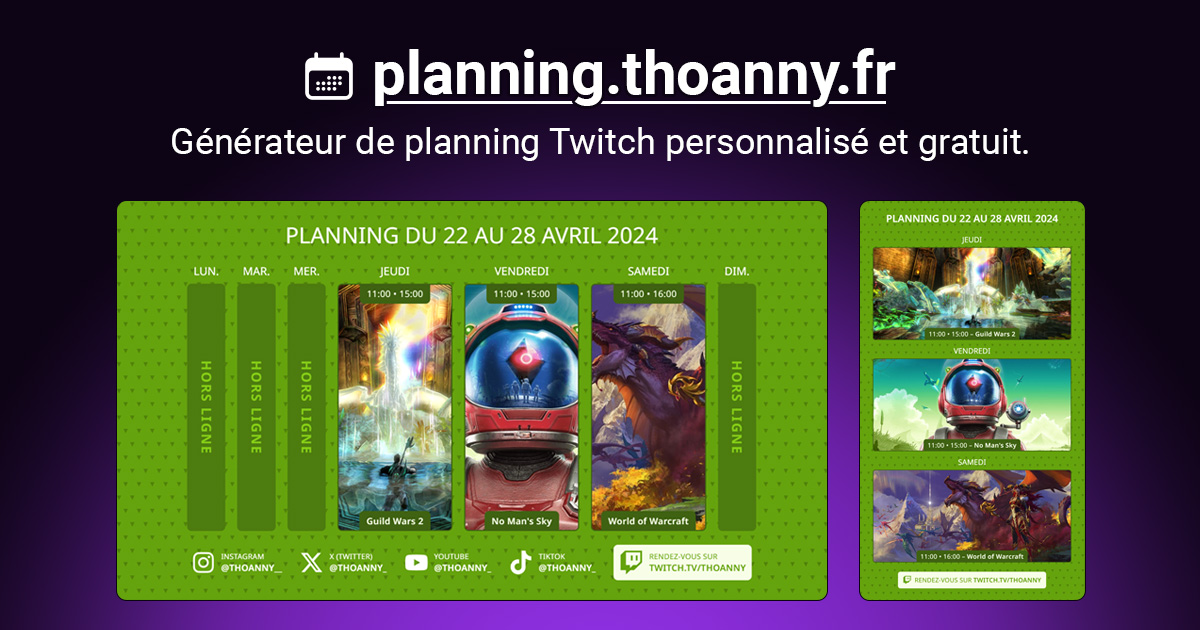 planning.thoanny.fr
Générateur de planning Twitch personnalisé et gratuit.
PLANNING DU 22 AU 28 AVRIL 2024
LUN.
MAR.
MER.
JEUDI
VENDREDI
SAMEDI
DIM.
11:00 • 15:00
11:00 • 15:00
11:00 • 16:00
HORS LIGNE
HORS LIGNE
HORS LIGNE
HORS LIGNE
Guild Wars 2
No Man's Sky
World of Warcraft
INSTAGRAM
@THOANNY__
X (TWITTER)
@THOANNY_
YOUTUBE
@THOANNY_
TIKTOK
@THOANNY_
RENDEZ-VOUS SUR
TWITCH.TV/THOANNY
PLANNING DU 22 AU 28 AVRIL 2024
JEUDI
11:00 • 15:00 – Guild Wars 2
VENDREDI
11:00 • 15:00 – No Man's Sky
SAMEDI
11:00 • 16:00 – World of Warcraft
RENDEZ-VOUS SUR TWITCH.TV/THOANNY